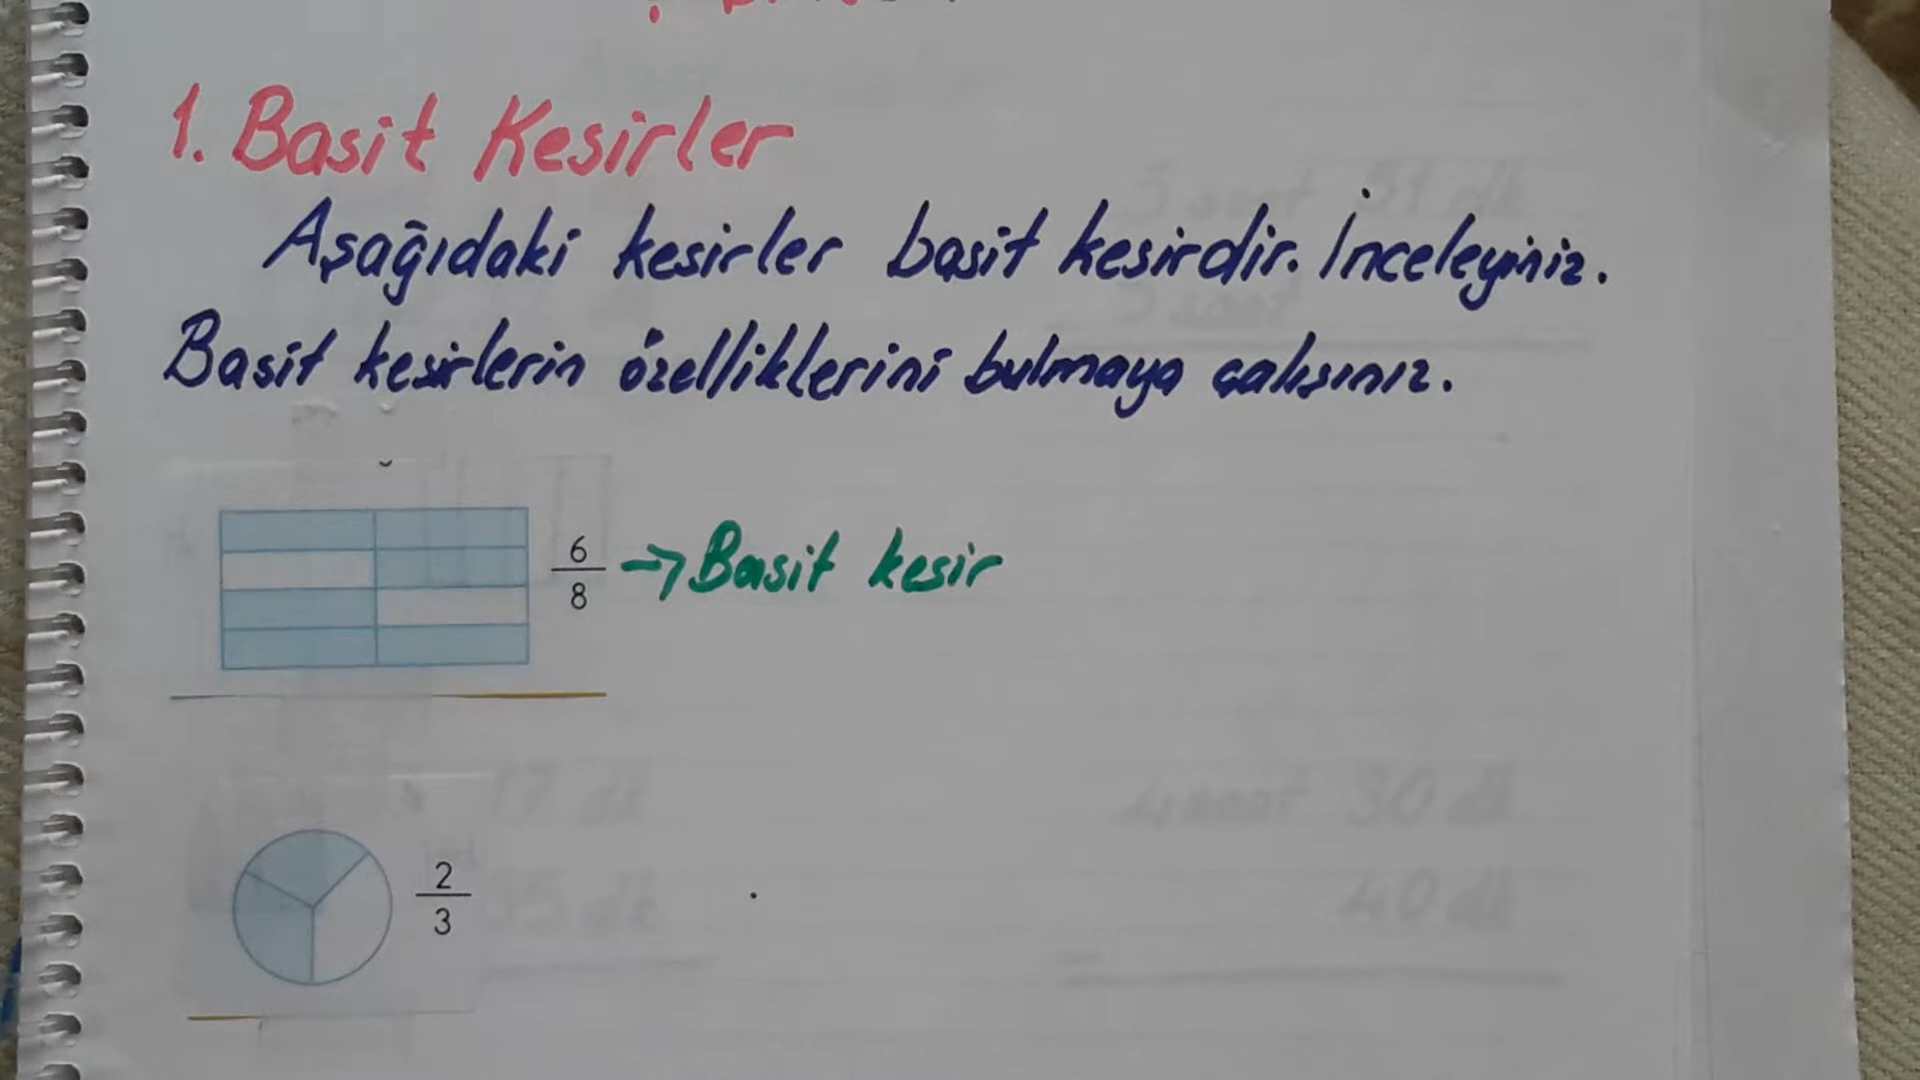 1. Basit Kesirler
Aşağıdaki kesirler basit kesirdir. İnceleyiniz.
Basit kesirlerin özelliklerini bulmaya çalışınız.
6
8
→ Basit kesir
2
3